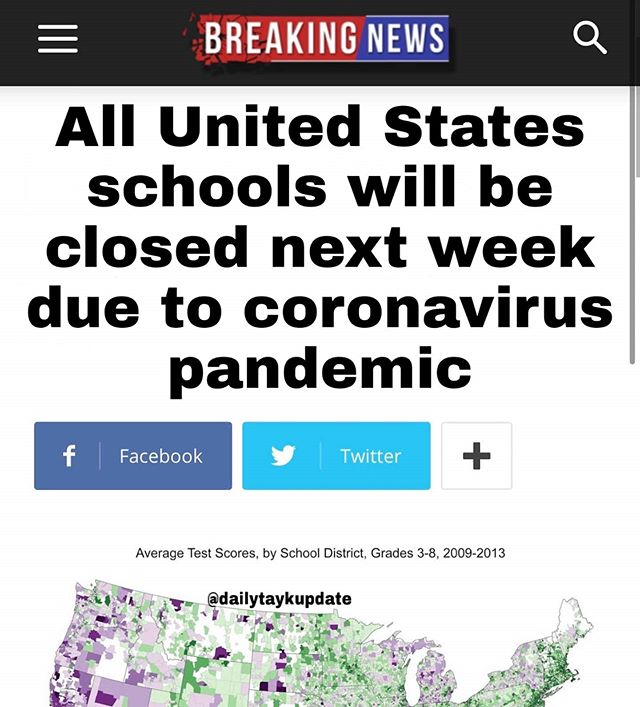 BREAKING NEWS
All United States
schools will be
closed next week
due to coronavirus
pandemic
f Facebook Twitter +
Average Test Scores, by School District, Grades 3-8, 2009-2013
@dailytaykupdate